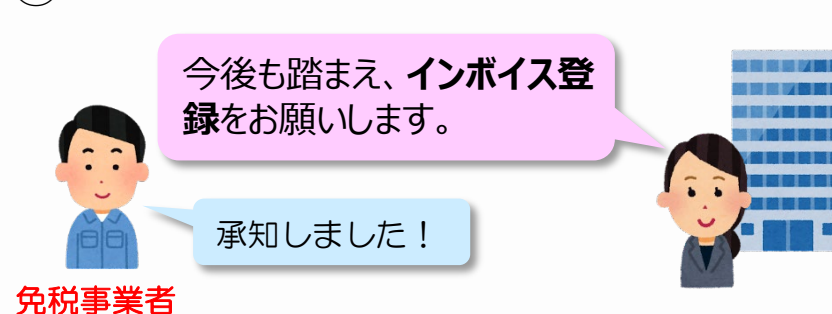 今後も踏まえ、インボイス登
録をお願いします。
承知しました！
免税事業者